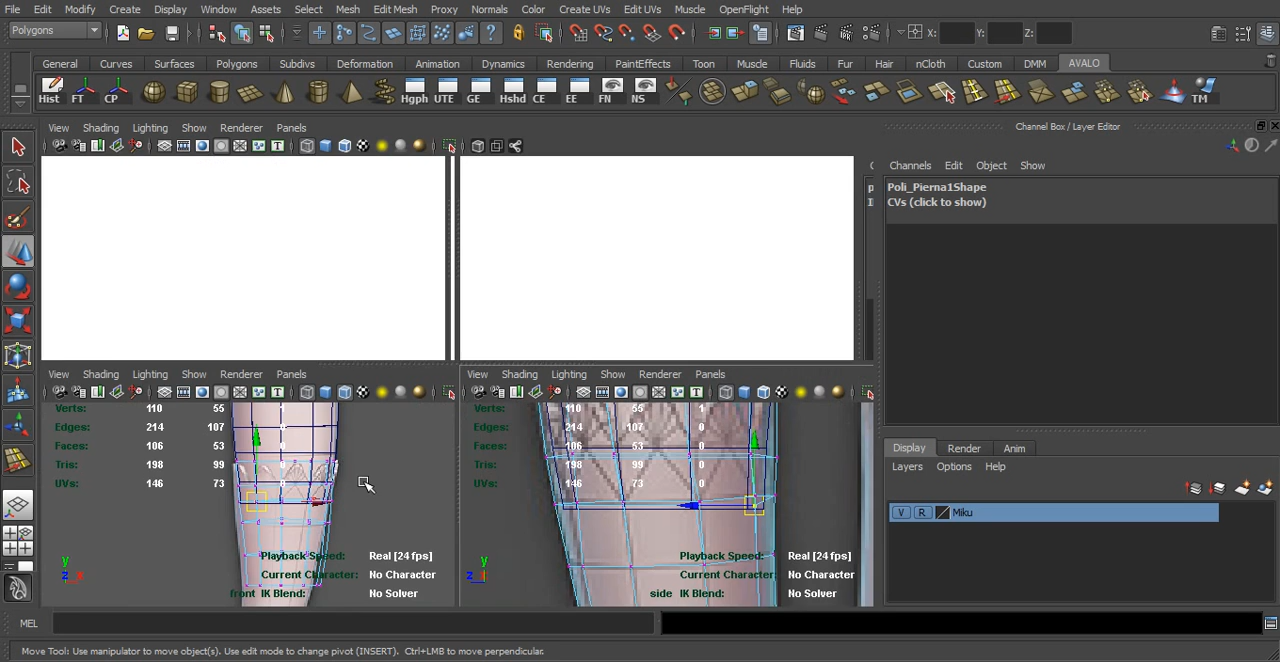 File Edit Modify Create Display Window Assets Select Mesh Edit Mesh Proxy Normals Color Create UVs Edit UVs Muscle OpenFlight Help
Polygons X: Y: Z:
General Curves Surfaces Polygons Subdivs Deformation Animation Dynamics Rendering PaintEffects Toon Muscle Fluids Fur Hair nCloth Custom DMM AVALO
Hist FT CP Hgph UTE GE Hshd CE EE FN NS TM
Channel Box / Layer Editor
View Shading Lighting Show Renderer Panels
Channels Edit Object Show
Poli_Pierna1Shape
CVs (click to show)
View Shading Lighting Show Renderer Panels
View Shading Lighting Show Renderer Panels
Verts: 110 55 1
Edges: 214 107 0
Faces: 106 53 0
Tris: 198 99 0
UVs: 146 73 0
Playback Speed: Real [24 fps]
Current Character: No Character
front IK Blend: No Solver
y
z x
Verts: 110 55 1
Edges: 214 107 0
Faces: 106 53 0
Tris: 198 99 0
UVs: 146 73 0
Playback Speed: Real [24 fps]
Current Character: No Character
side IK Blend: No Solver
y
z
Display Render Anim
Layers Options Help
V R Miku
MEL
Move Tool: Use manipulator to move object(s). Use edit mode to change pivot (INSERT). Ctrl+LMB to move perpendicular.